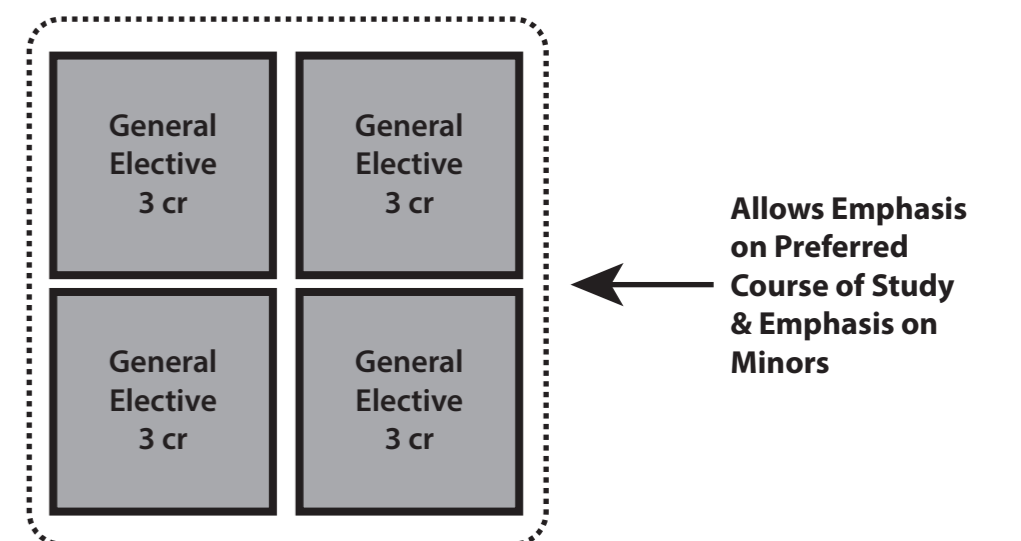 General
Elective
3 cr
General
Elective
3 cr
General
Elective
3 cr
General
Elective
3 cr
Allows Emphasis
on Preferred
Course of Study
& Emphasis on
Minors